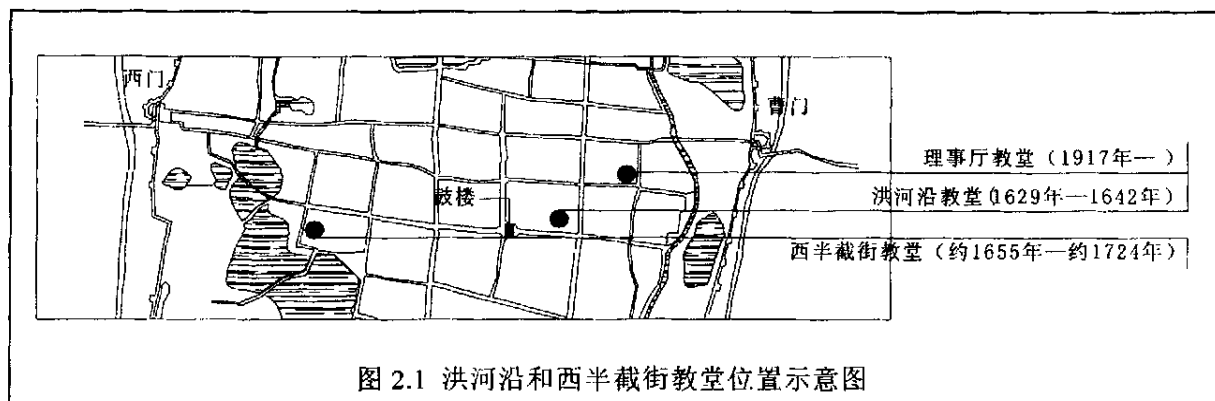 西门
曹门
理事厅教堂（1917年— ）
鼓楼
洪河沿教堂（1629年—1642年）
西半截街教堂（约1655年—约1724年）
图 2.1 洪河沿和西半截街教堂位置示意图